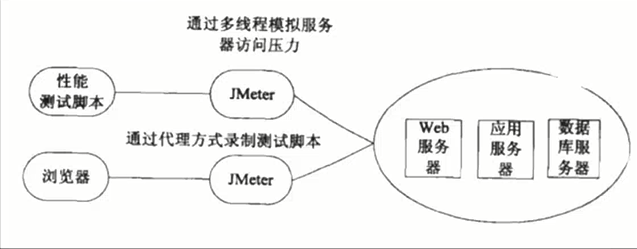 通过多线程模拟服务
器访问压力
性能
测试脚本
JMeter
通过代理方式录制测试脚本
浏览器
JMeter
Web
服务
器
应用
服务
器
数据
库服
务器